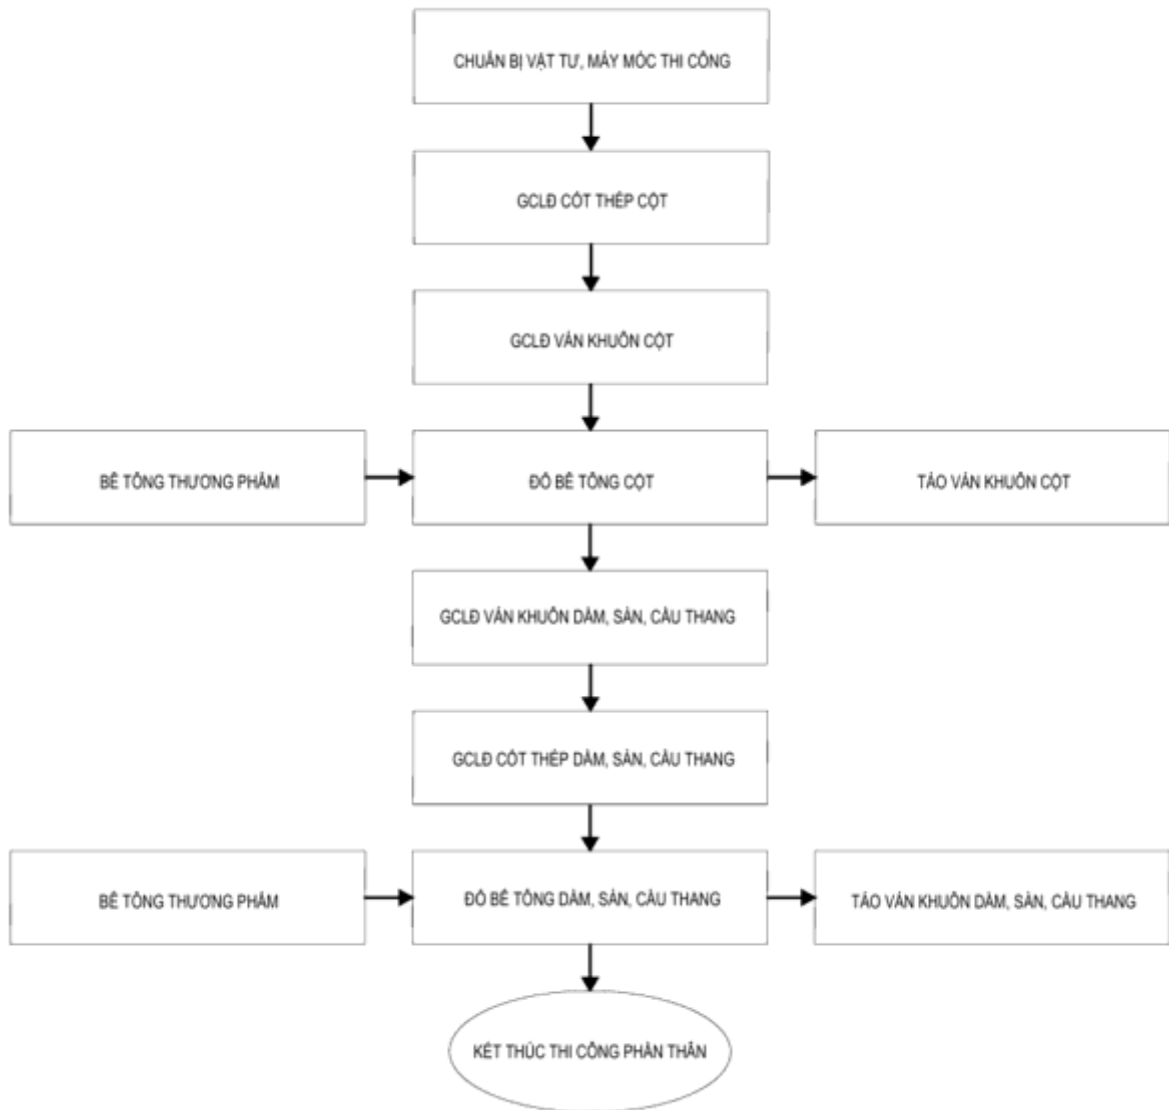 CHUẨN BỊ VẬT TƯ, MÁY MÓC THI CÔNG
GCLĐ CỐT THÉP CỘT
GCLĐ VÁN KHUÔN CỘT
BÊ TÔNG THƯƠNG PHẨM
ĐỔ BÊ TÔNG CỘT
THÁO VÁN KHUÔN CỘT
GCLĐ VÁN KHUÔN DẦM, SÀN, CẦU THANG
GCLĐ CỐT THÉP DẦM, SÀN, CẦU THANG
BÊ TÔNG THƯƠNG PHẨM
ĐỔ BÊ TÔNG DẦM, SÀN, CẦU THANG
TÁO VÁN KHUÔN DẦM, SÀN, CẦU THANG
KẾT THÚC THI CÔNG PHẦN THÂN